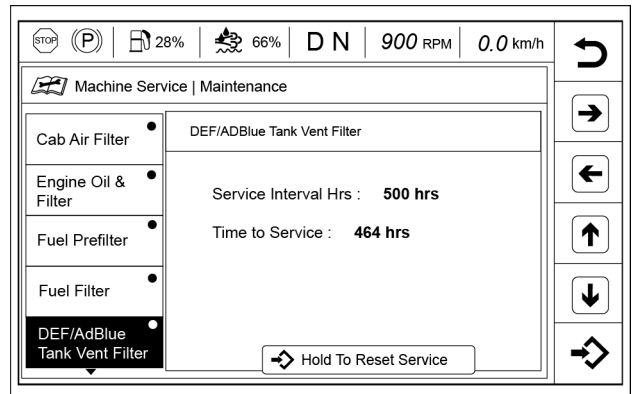 STOP (P) 28% 66% D N 900 RPM 0.0 km/h
Machine Service | Maintenance
Cab Air Filter
Engine Oil &
Filter
Fuel Prefilter
Fuel Filter
DEF/AdBlue
Tank Vent Filter
DEF/ADBlue Tank Vent Filter
Service Interval Hrs : 500 hrs
Time to Service : 464 hrs
Hold To Reset Service